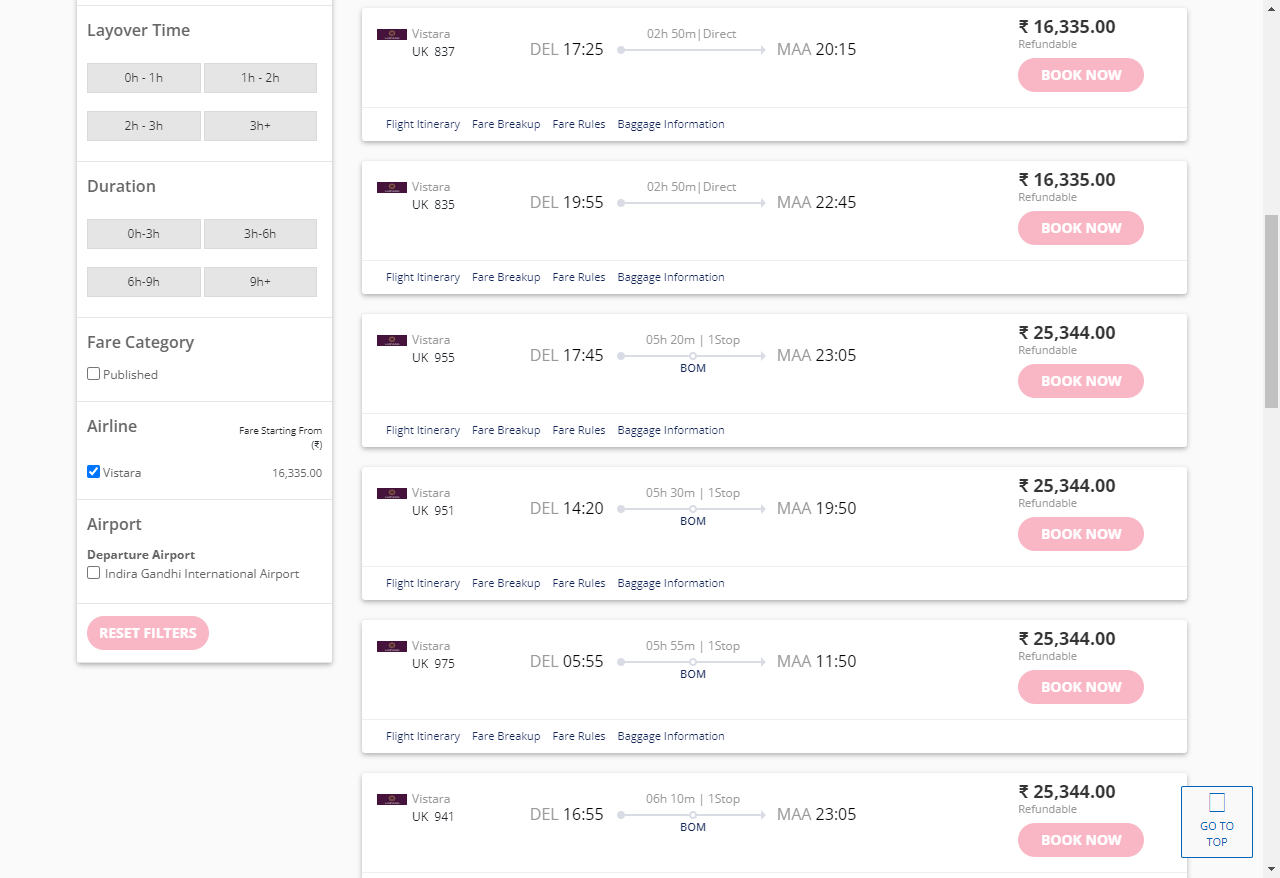 Layover Time
0h - 1h
1h - 2h
2h - 3h
3h+
Duration
0h-3h
3h-6h
6h-9h
9h+
Fare Category
Published
Airline
Fare Starting From
(₹)
Vistara
16,335.00
Airport
Departure Airport
Indira Gandhi International Airport
RESET FILTERS
Vistara
UK 837
DEL 17:25
02h 50m|Direct
MAA 20:15
₹ 16,335.00
Refundable
BOOK NOW
Flight Itinerary Fare Breakup Fare Rules Baggage Information
Vistara
UK 835
DEL 19:55
02h 50m|Direct
MAA 22:45
₹ 16,335.00
Refundable
BOOK NOW
Flight Itinerary Fare Breakup Fare Rules Baggage Information
Vistara
UK 955
DEL 17:45
05h 20m | 1Stop
BOM
MAA 23:05
₹ 25,344.00
Refundable
BOOK NOW
Flight Itinerary Fare Breakup Fare Rules Baggage Information
Vistara
UK 951
DEL 14:20
05h 30m | 1Stop
BOM
MAA 19:50
₹ 25,344.00
Refundable
BOOK NOW
Flight Itinerary Fare Breakup Fare Rules Baggage Information
Vistara
UK 975
DEL 05:55
05h 55m | 1Stop
BOM
MAA 11:50
₹ 25,344.00
Refundable
BOOK NOW
Flight Itinerary Fare Breakup Fare Rules Baggage Information
Vistara
UK 941
DEL 16:55
06h 10m | 1Stop
BOM
MAA 23:05
₹ 25,344.00
Refundable
BOOK NOW
GO TO
TOP